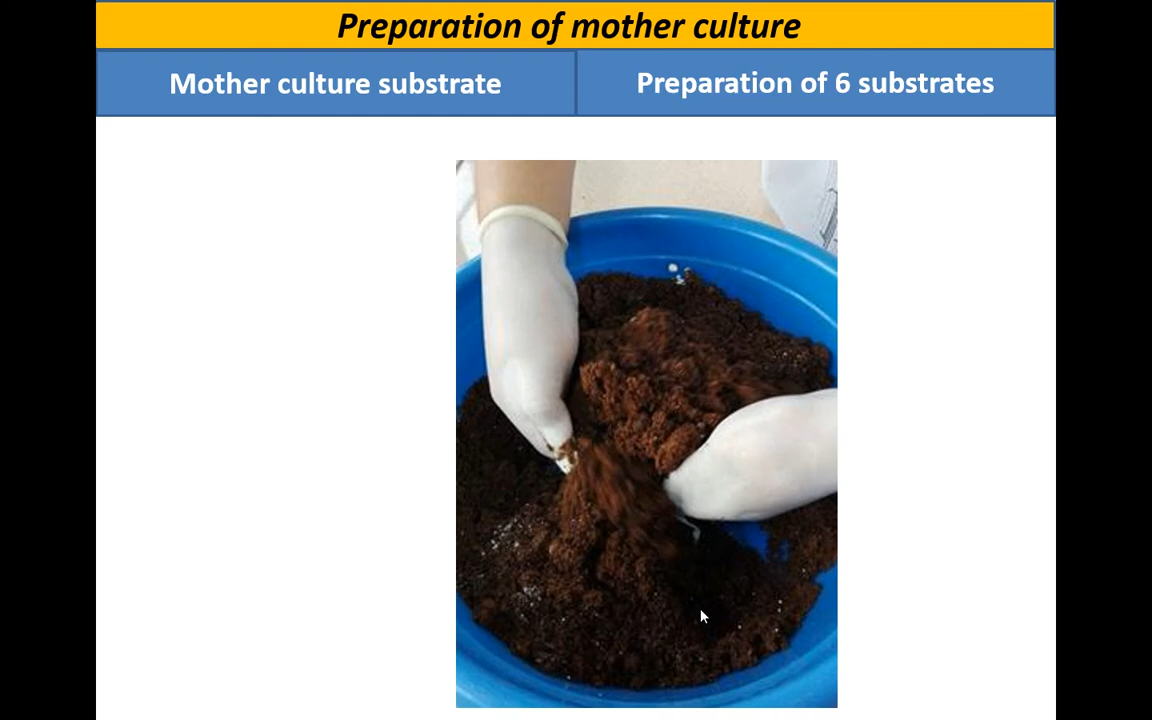 Preparation of mother culture
Mother culture substrate
Preparation of 6 substrates